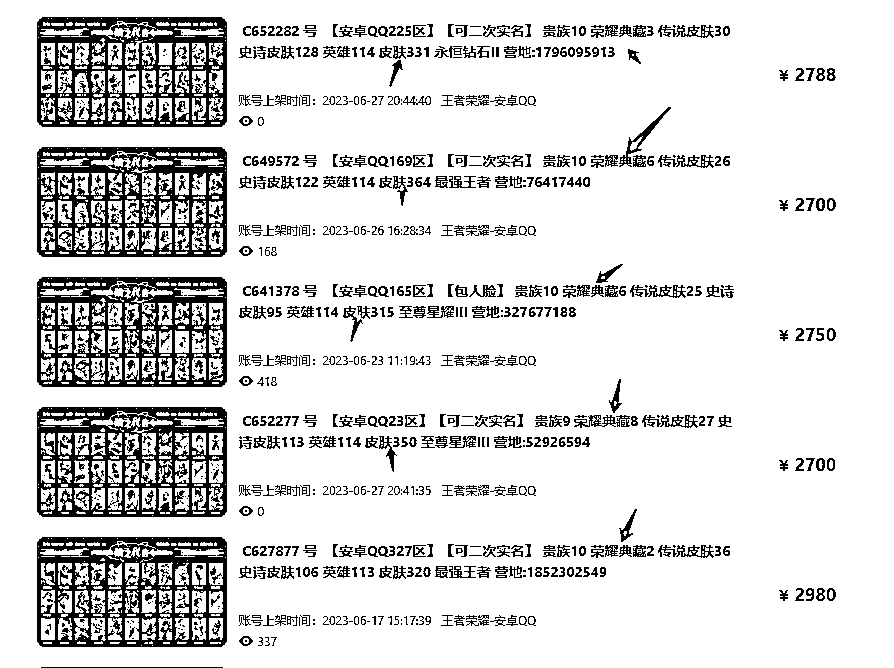 C652282 号 【安卓QQ225区】【可二次实名】 贵族10 荣耀典藏3 传说皮肤30
史诗皮肤128 英雄114 皮肤331 永恒钻石II 营地:1796095913
¥ 2788
账号上架时间：2023-06-27 20:44:40 王者荣耀-安卓QQ
0
C649572 号 【安卓QQ169区】【可二次实名】 贵族10 荣耀典藏6 传说皮肤26
史诗皮肤122 英雄114 皮肤364 最强王者 营地:76417440
¥ 2700
账号上架时间：2023-06-26 16:28:34 王者荣耀-安卓QQ
168
C641378 号 【安卓QQ165区】【包人脸】 贵族10 荣耀典藏6 传说皮肤25 史诗
皮肤95 英雄114 皮肤315 至尊星耀III 营地:327677188
¥ 2750
账号上架时间：2023-06-23 11:19:43 王者荣耀-安卓QQ
418
C652277 号 【安卓QQ23区】【可二次实名】 贵族9 荣耀典藏8 传说皮肤27 史
诗皮肤113 英雄114 皮肤350 至尊星耀III 营地:52926594
¥ 2700
账号上架时间：2023-06-27 20:41:35 王者荣耀-安卓QQ
0
C627877 号 【安卓QQ327区】【可二次实名】 贵族10 荣耀典藏2 传说皮肤36
史诗皮肤106 英雄113 皮肤320 最强王者 营地:1852302549
¥ 2980
账号上架时间：2023-06-17 15:17:39 王者荣耀-安卓QQ
337